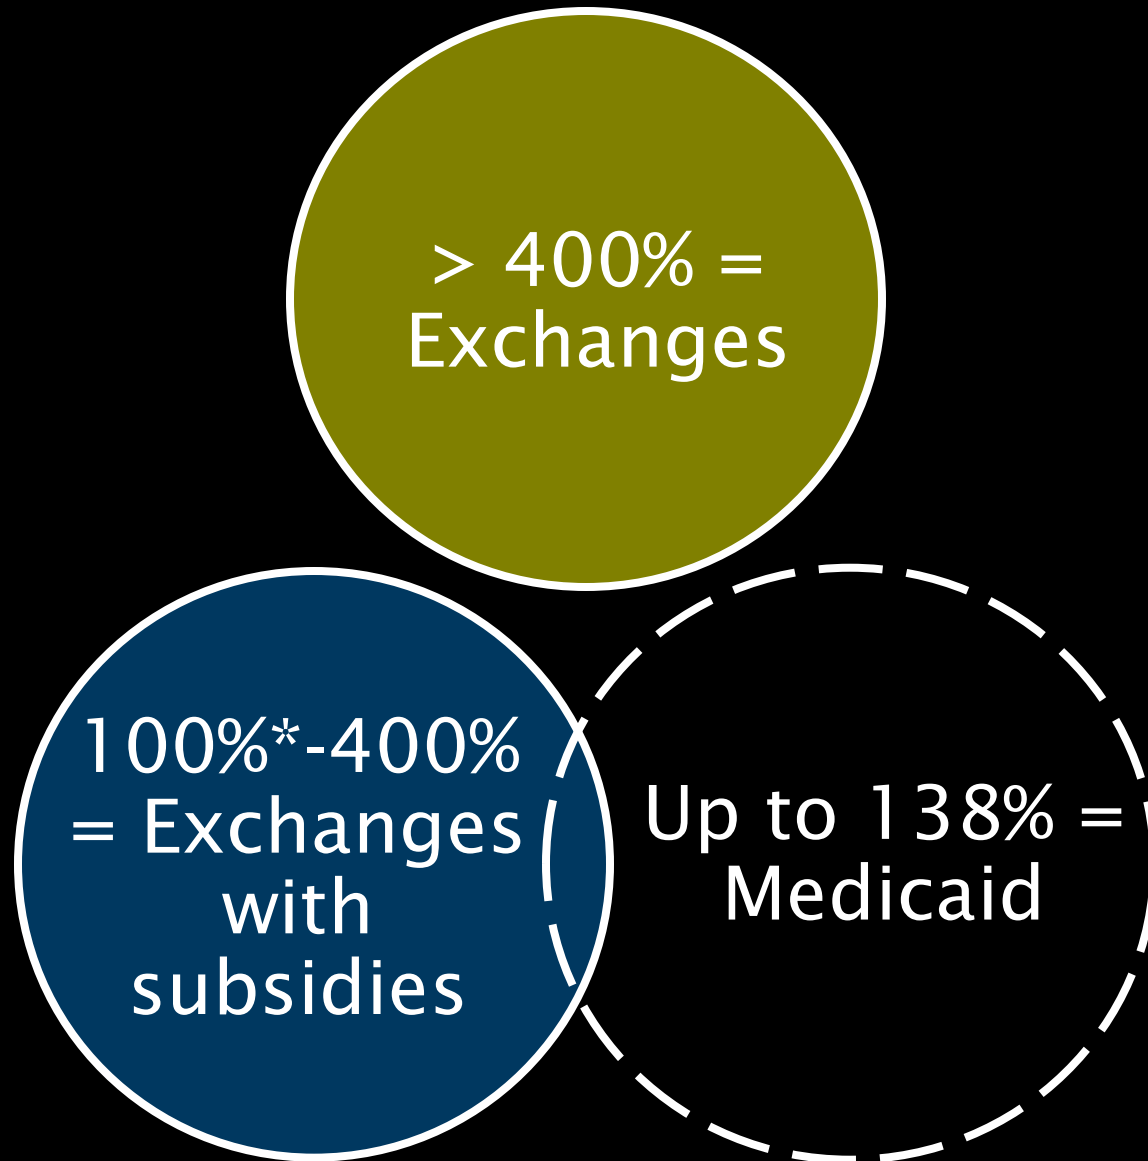 > 400% =
Exchanges
100%*-400%
= Exchanges
with
subsidies
Up to 138% =
Medicaid